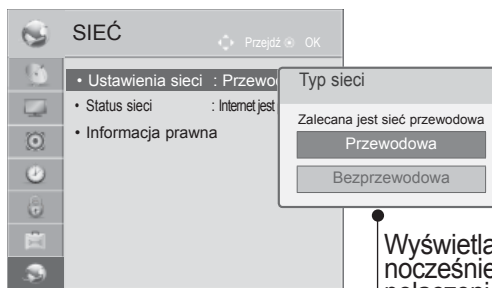 SIEĆ
Przejdź OK
• Ustawienia sieci : Przewo
• Status sieci : Internet jest
• Informacja prawna
Typ sieci
Zalecana jest sieć przewodowa
Przewodowa
Bezprzewodowa
Wyświetla
nocześnie